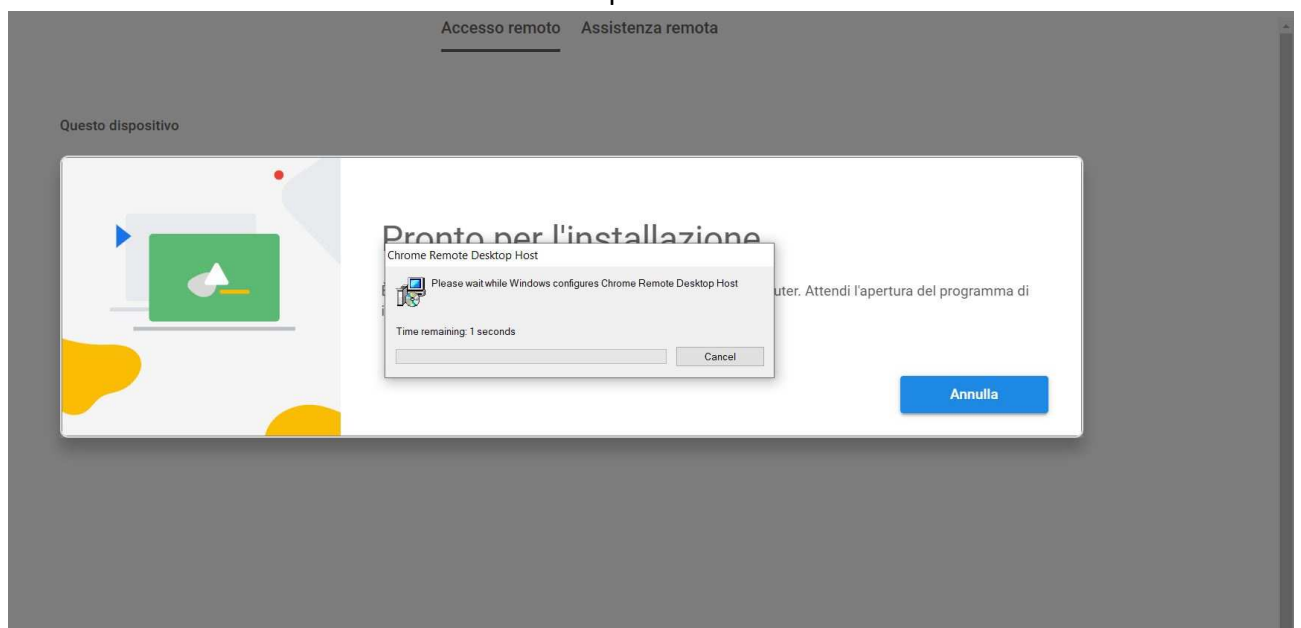 Accesso remoto Assistenza remota
Questo dispositivo
Pronto per l'installazione
Chrome Remote Desktop Host
Please wait while Windows configures Chrome Remote Desktop Host
uter. Attendi l'apertura del programma di
Time remaining: 1 seconds
Cancel
Annulla